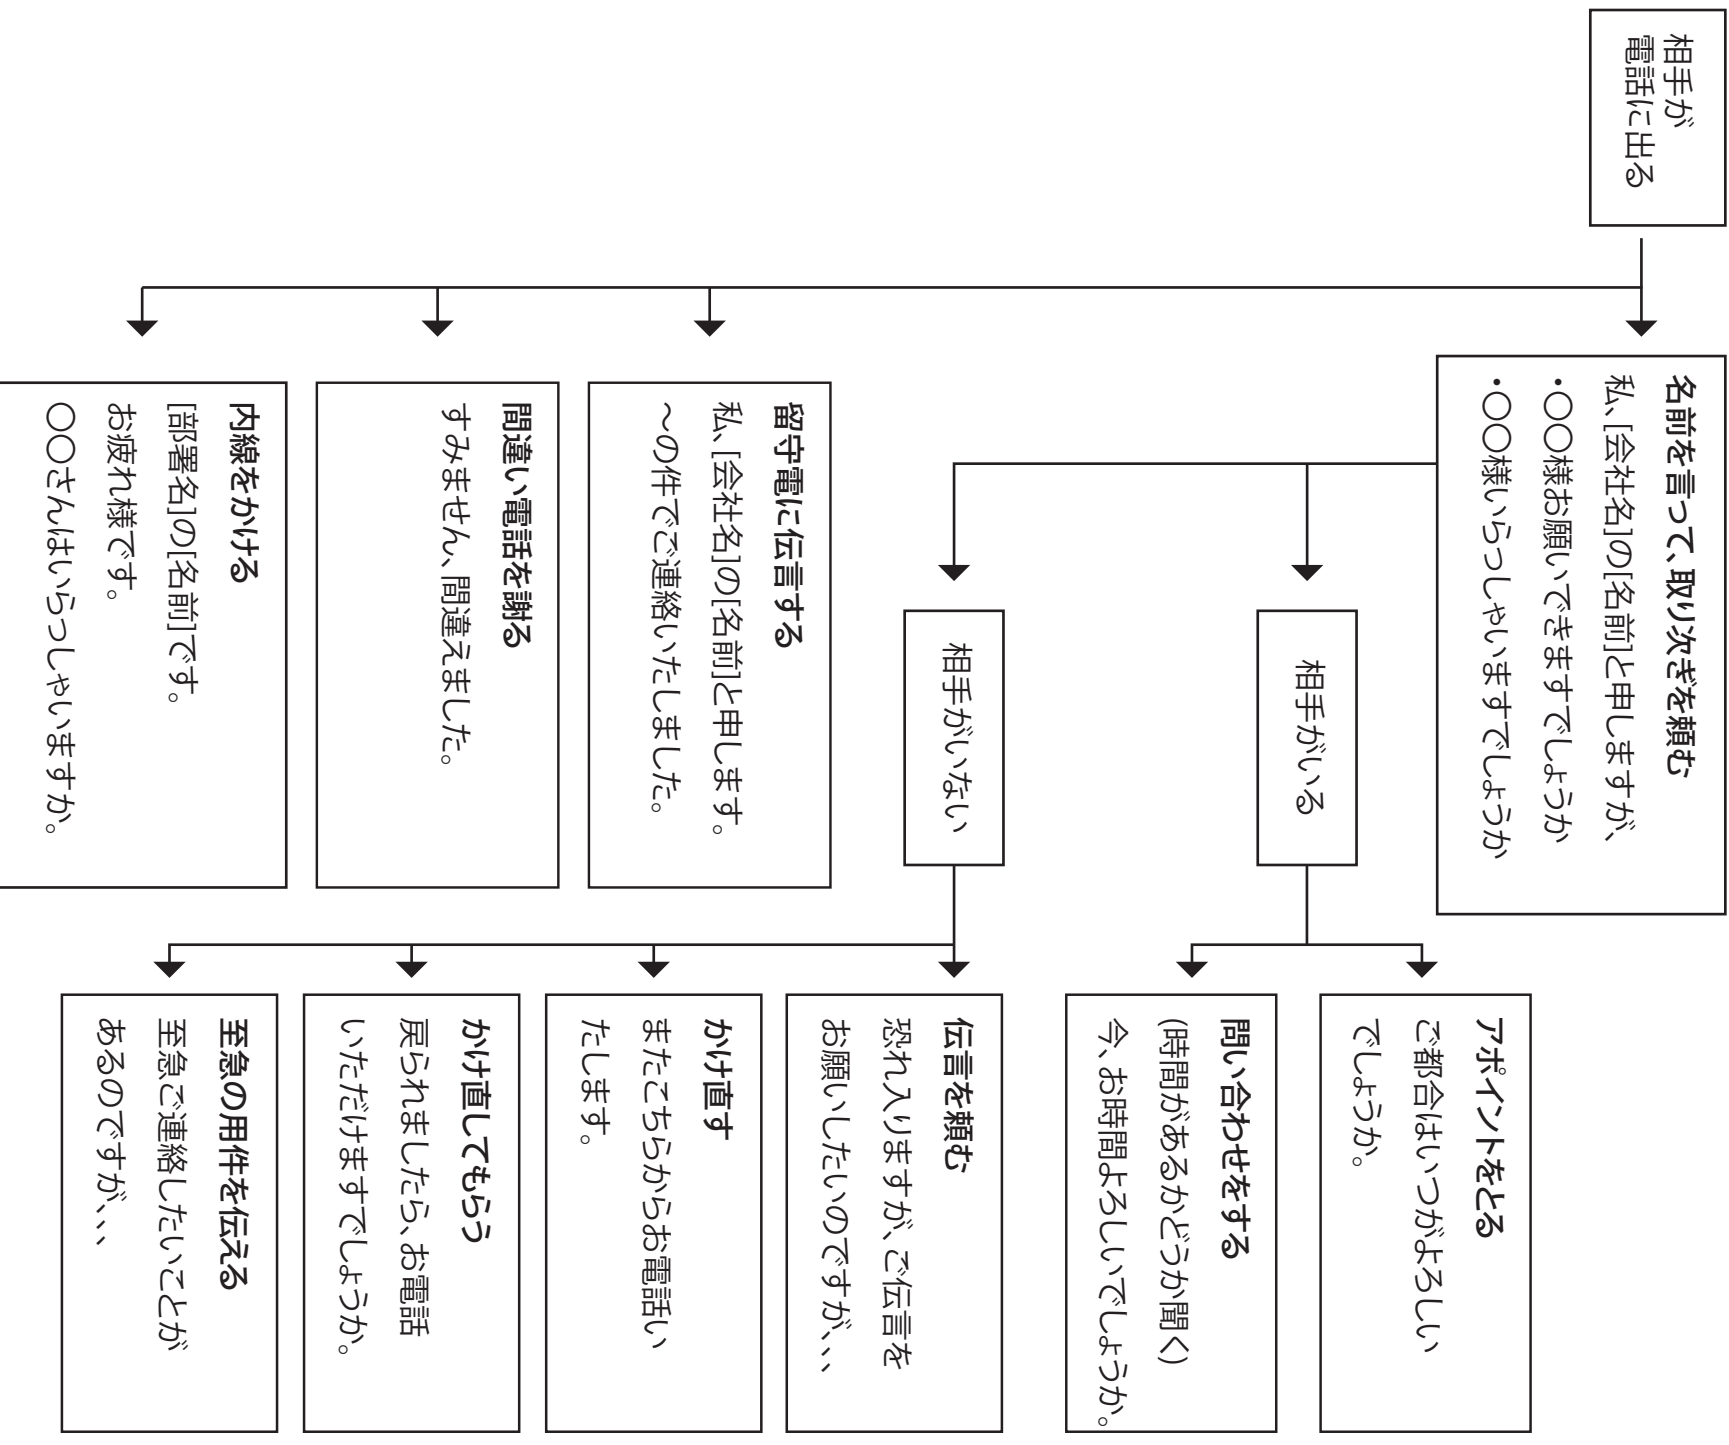 相手が
電話に出る
名前を言って、取り次ぎを頼む
私、[会社名]の[名前]と申しますが、
・〇〇様お願いできますでしょうか
・〇〇様いらっしゃいますでしょうか
相手がいる
アポイントをとる
ご都合はいつがよろしい
でしょうか。
問い合わせをする
(時間があるかどうか聞く)
今、お時間よろしいでしょうか。
相手がいない
伝言を頼む
恐れ入りますが、ご伝言を
お願いしたいのですが、、、
かけ直す
またこちらからお電話い
たします。
かけ直してもらう
戻られましたら、お電話
いただけますでしょうか。
至急の用件を伝える
至急ご連絡したいことが
あるのですが、、、
留守電に伝言する
私、[会社名]の[名前]と申します。
～の件でご連絡いたしました。
間違い電話を謝る
すみません、間違えました。
内線をかける
[部署名]の[名前]です。
お疲れ様です。
〇〇さんはいらっしゃいますか。